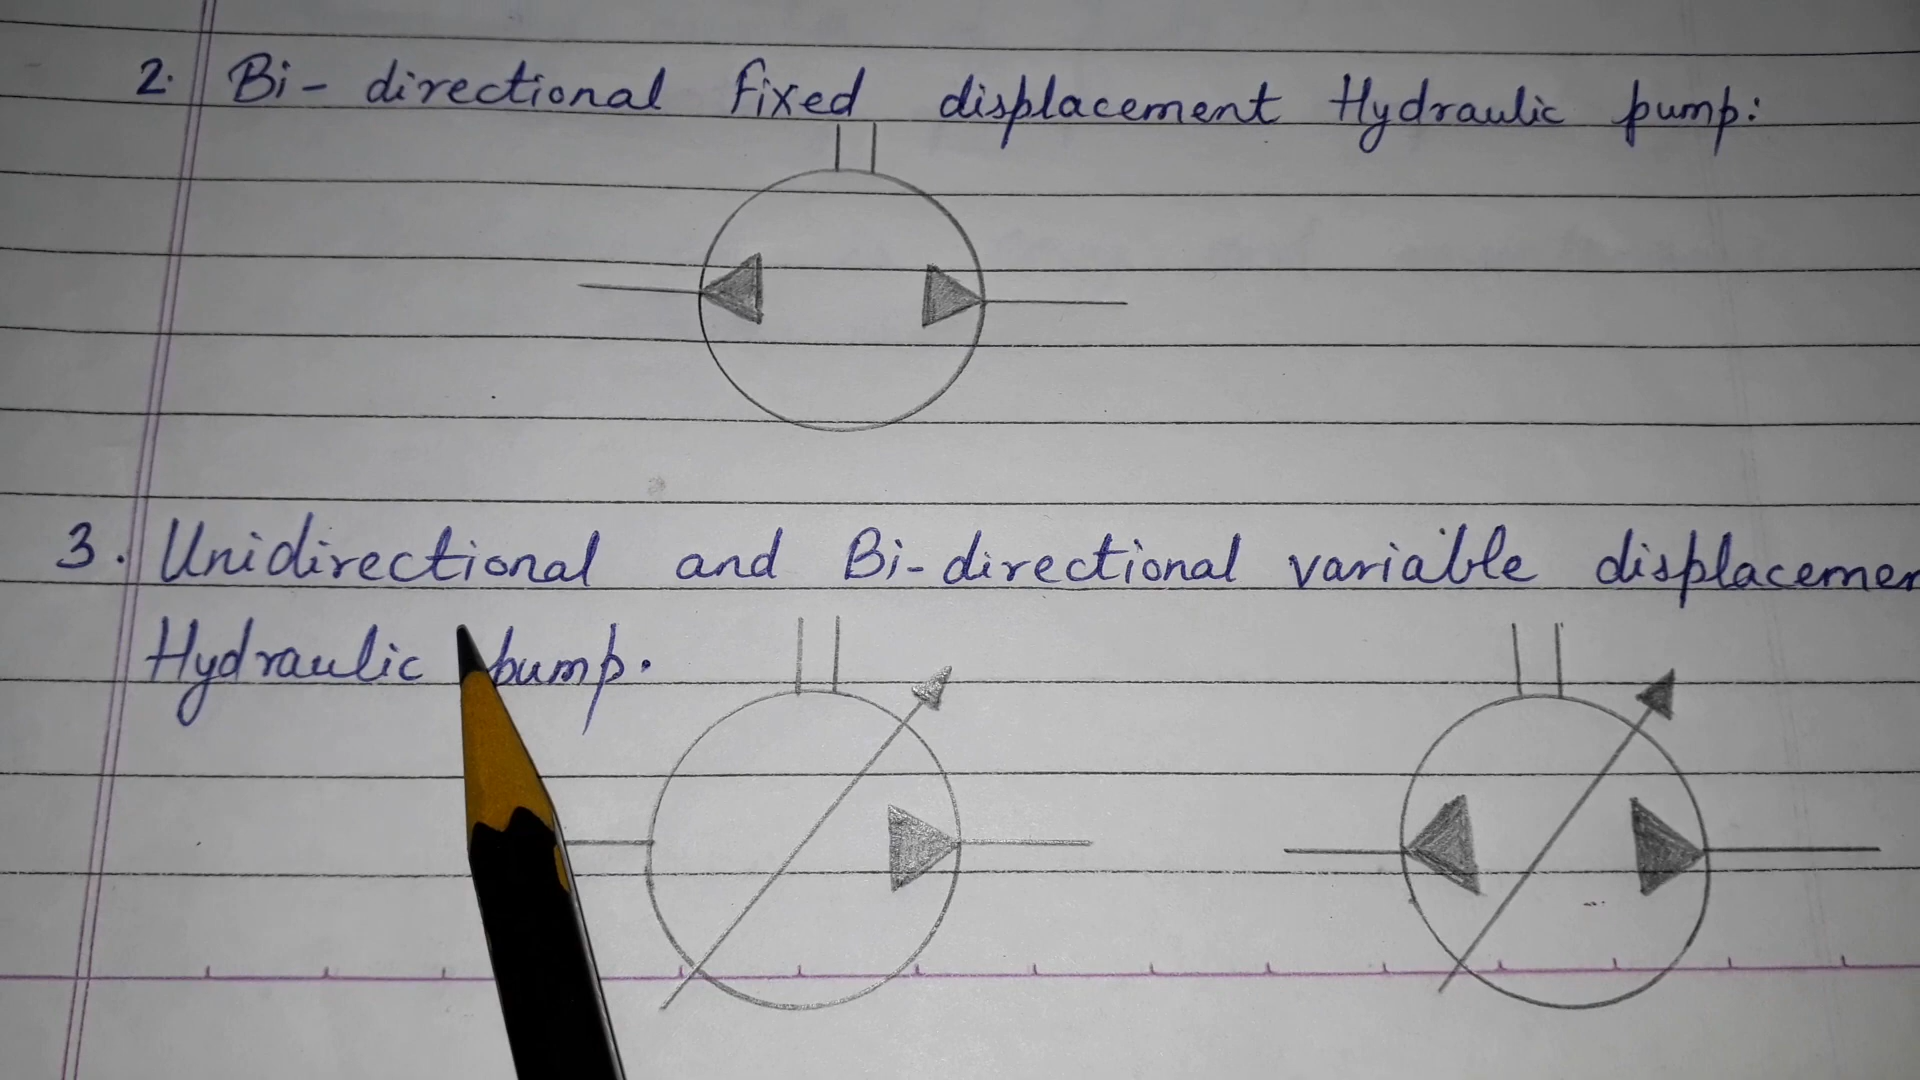 2. Bi-directional fixed displacement Hydraulic pump:
3. Unidirectional and Bi-directional variable displacemen
Hydraulic pump.